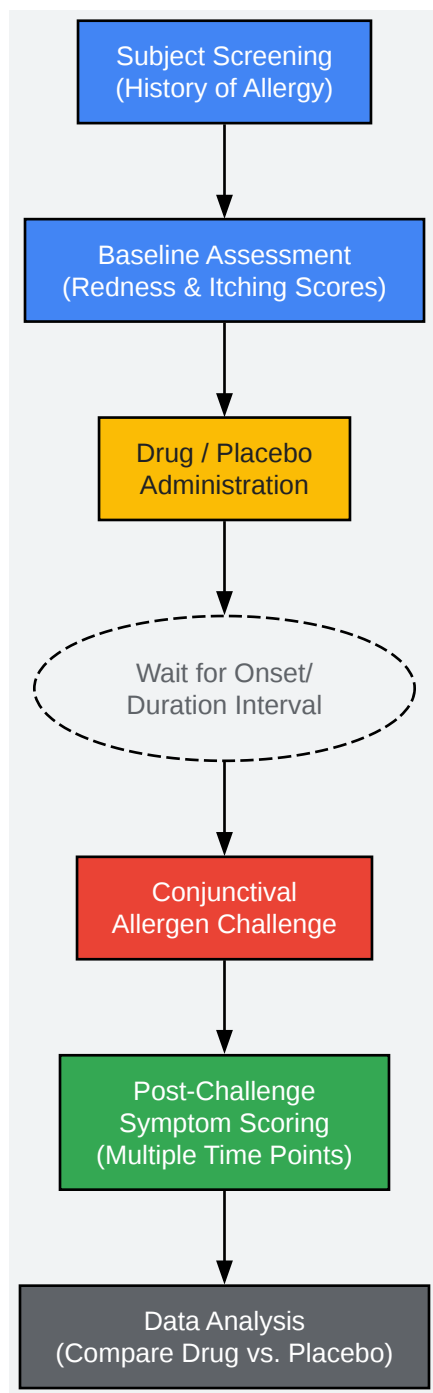 Subject Screening
(History of Allergy)
Baseline Assessment
(Redness & Itching Scores)
Drug / Placebo
Administration
Wait for Onset/
Duration Interval
Conjunctival
Allergen Challenge
Post-Challenge
Symptom Scoring
(Multiple Time Points)
Data Analysis
(Compare Drug vs. Placebo)